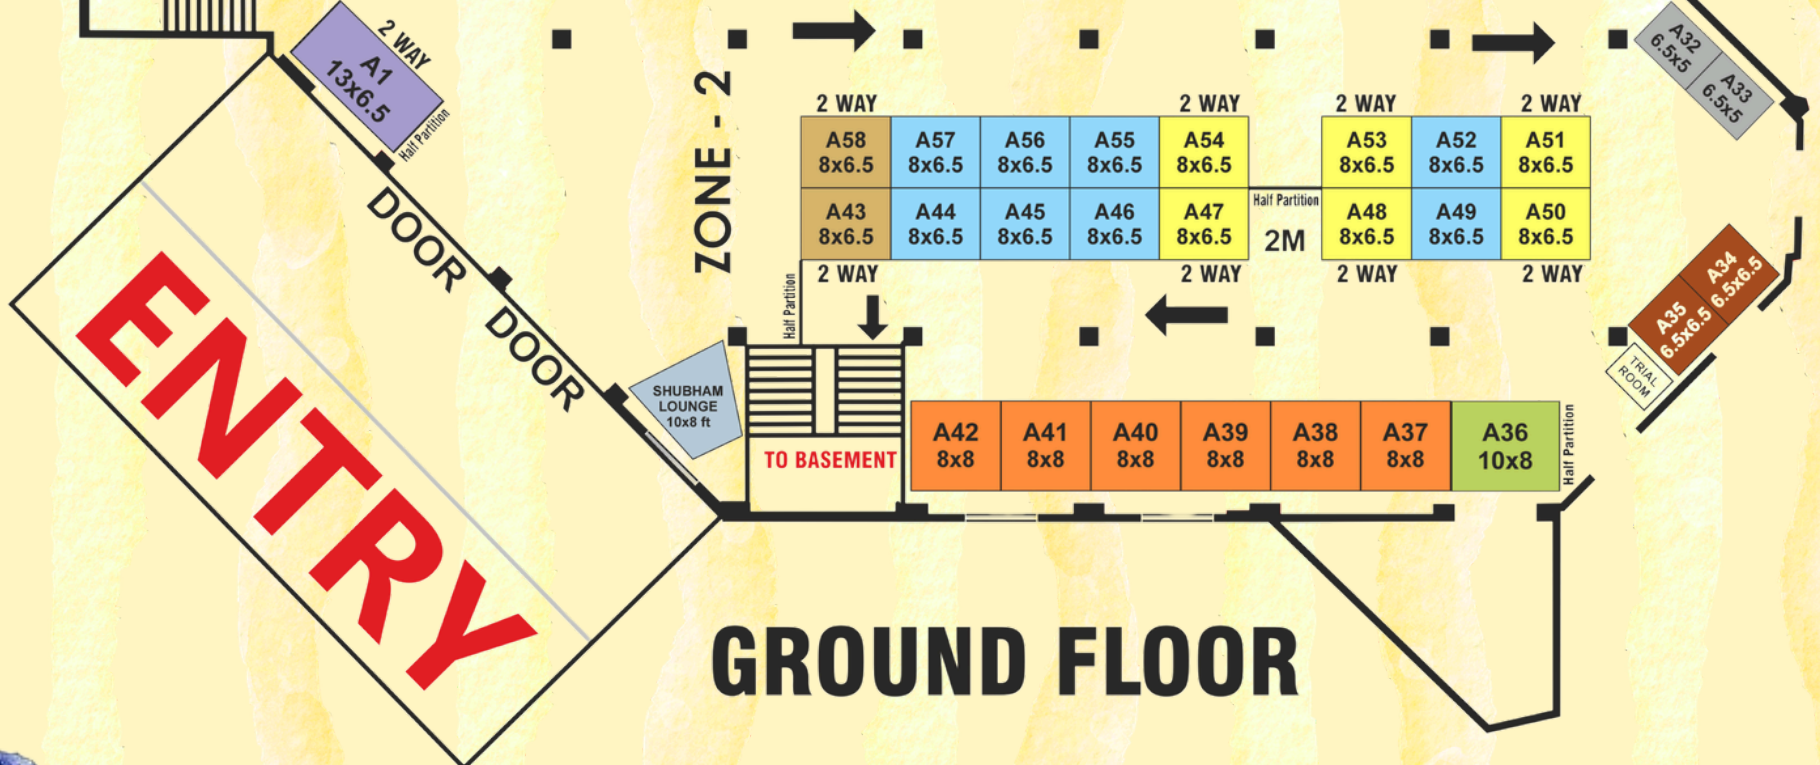 2 WAY
A1
13x6.5
Half Partition
A32
6.5x5
A33
6.5x5
ZONE - 2
2 WAY
2 WAY
2 WAY
2 WAY
A58
8x6.5
A57
8x6.5
A56
8x6.5
A55
8x6.5
A54
8x6.5
A53
8x6.5
A52
8x6.5
A51
8x6.5
A43
8x6.5
A44
8x6.5
A45
8x6.5
A46
8x6.5
A47
8x6.5
Half Partition
2M
A48
8x6.5
A49
8x6.5
A50
8x6.5
2 WAY
2 WAY
2 WAY
2 WAY
Half Partition
DOOR
DOOR
ENTRY
A34
6.5x6.5
A35
6.5x6.5
TRIAL
ROOM
SHUBHAM
LOUNGE
10x8 ft
TO BASEMENT
A42
8x8
A41
8x8
A40
8x8
A39
8x8
A38
8x8
A37
8x8
A36
10x8
Half Partition
GROUND FLOOR